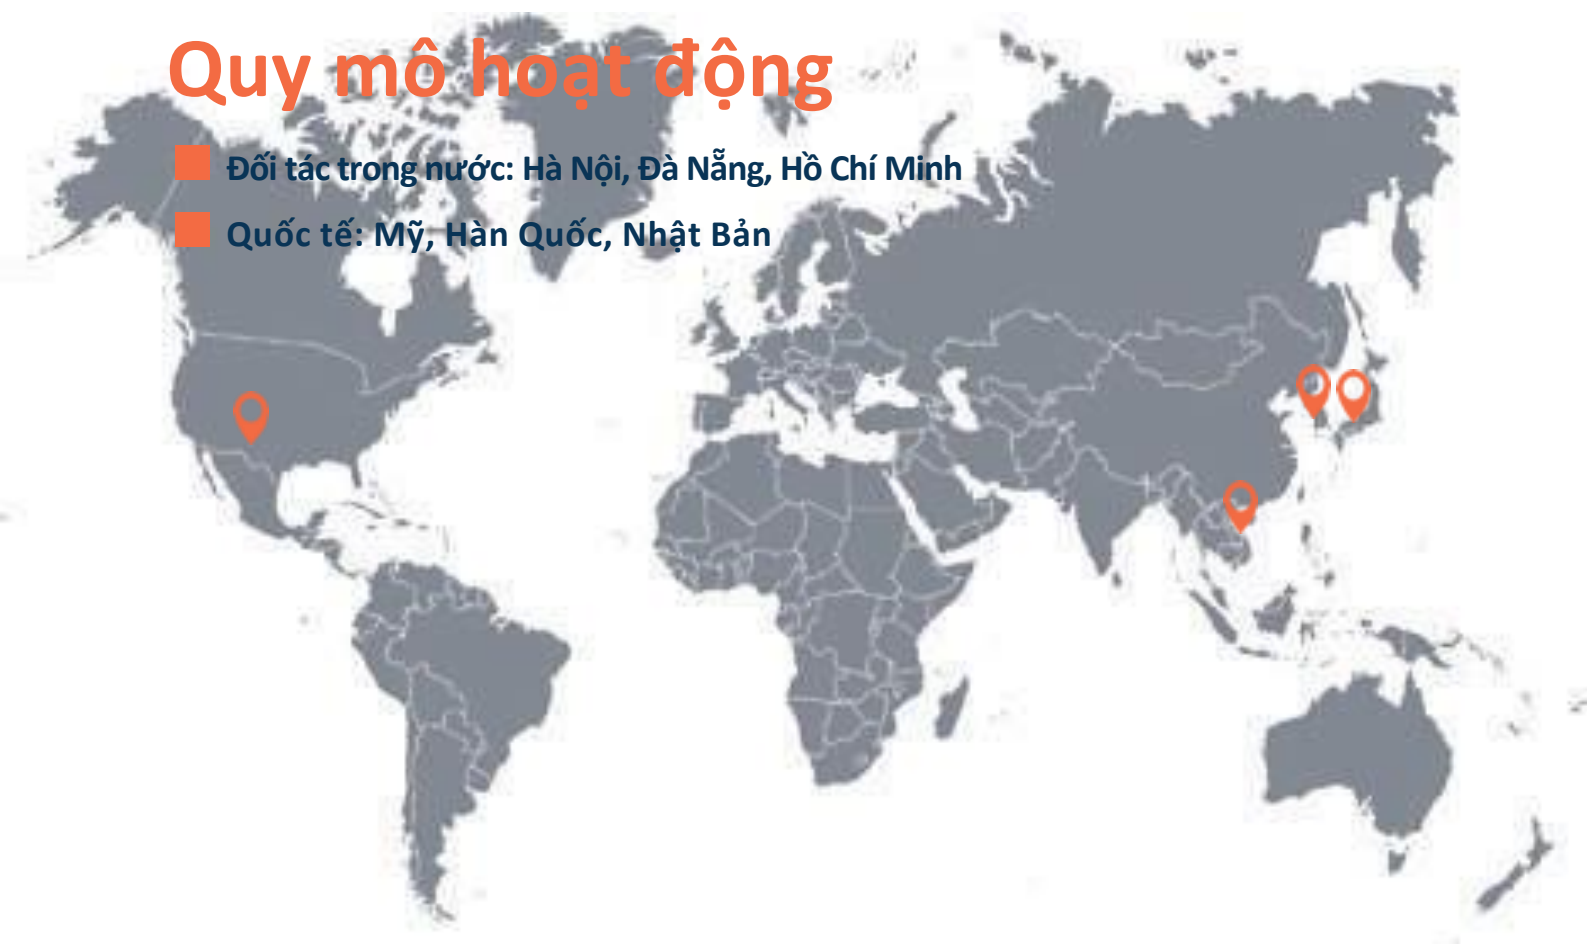 Quy mô hoạt động
Đối tác trong nước: Hà Nội, Đà Nẵng, Hồ Chí Minh
Quốc tế: Mỹ, Hàn Quốc, Nhật Bản